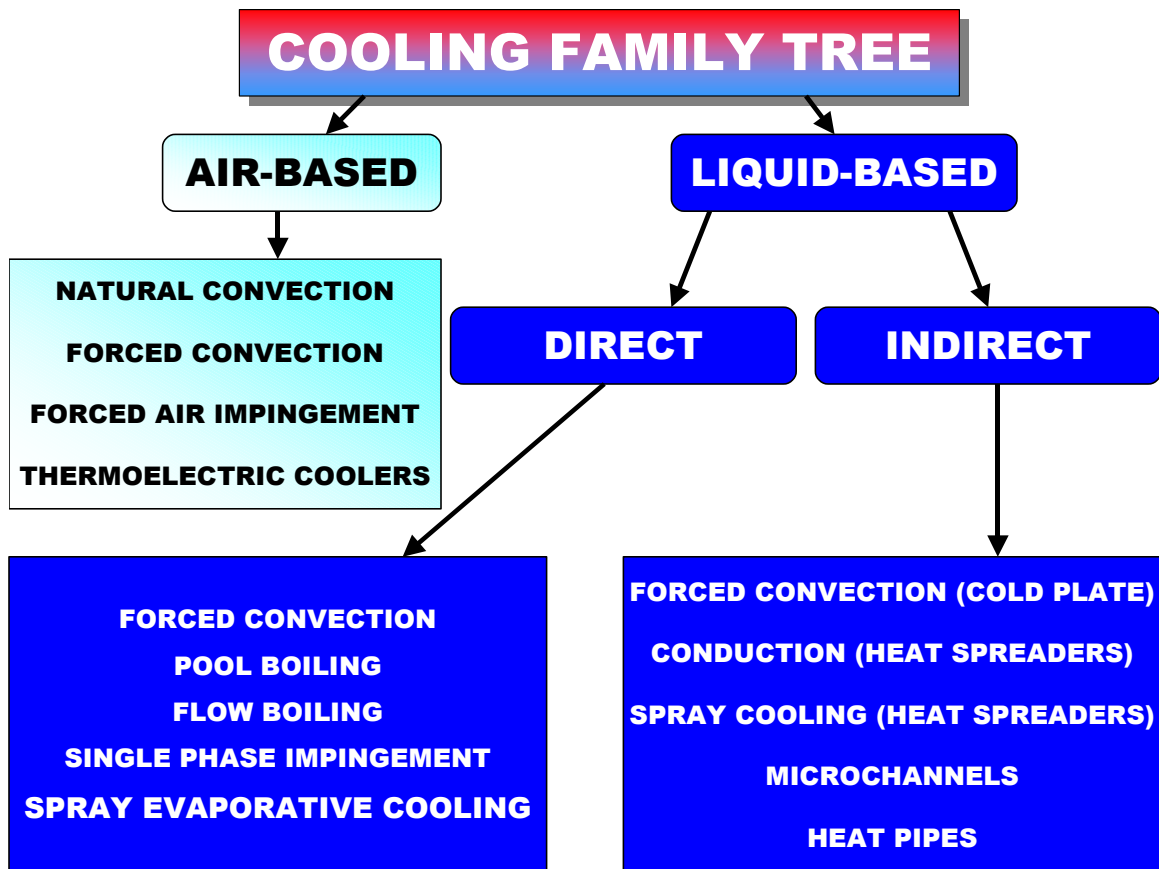 COOLING FAMILY TREE
AIR-BASED
LIQUID-BASED
NATURAL CONVECTION
FORCED CONVECTION
FORCED AIR IMPINGEMENT
THERMOELECTRIC COOLERS
DIRECT
INDIRECT
FORCED CONVECTION
POOL BOILING
FLOW BOILING
SINGLE PHASE IMPINGEMENT
SPRAY EVAPORATIVE COOLING
FORCED CONVECTION (COLD PLATE)
CONDUCTION (HEAT SPREADERS)
SPRAY COOLING (HEAT SPREADERS)
MICROCHANNELS
HEAT PIPES